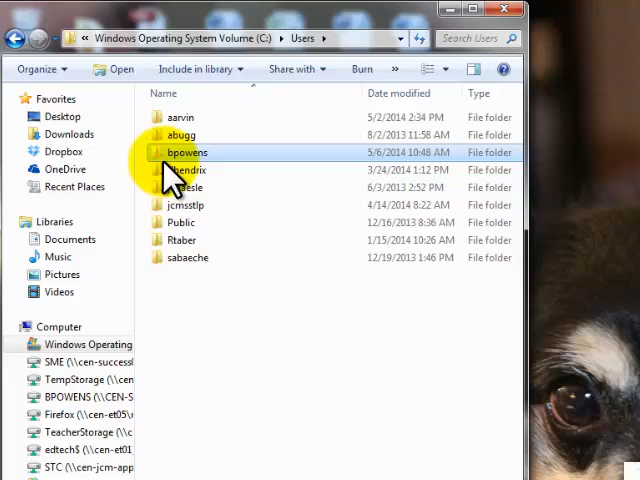 « Windows Operating System Volume (C:) Users Search Users
Organize Open Include in library Share with Burn »
Name Date modified Type
Favorites
Desktop
Downloads
Dropbox
OneDrive
Recent Places
Libraries
Documents
Music
Pictures
Videos
Computer
Windows Operating
SME (\\cen-success
TempStorage (\\cen
BPOWENS (\\cen-
Firefox (\\cen-et05\
TeacherStorage (\\c
edtech$ (\\cen-et01
STC (\\cen-jcm-app
aarvin 5/2/2014 2:34 PM File folder
abugg 8/2/2013 11:58 AM File folder
bpowens 5/6/2014 10:48 AM File folder
hendrix 3/24/2014 1:12 PM File folder
6/3/2013 2:52 PM File folder
jcmsstlp 4/14/2014 8:22 AM File folder
Public 12/16/2013 8:36 AM File folder
Rtaber 1/15/2014 10:26 AM File folder
sabaeche 12/19/2013 1:46 PM File folder